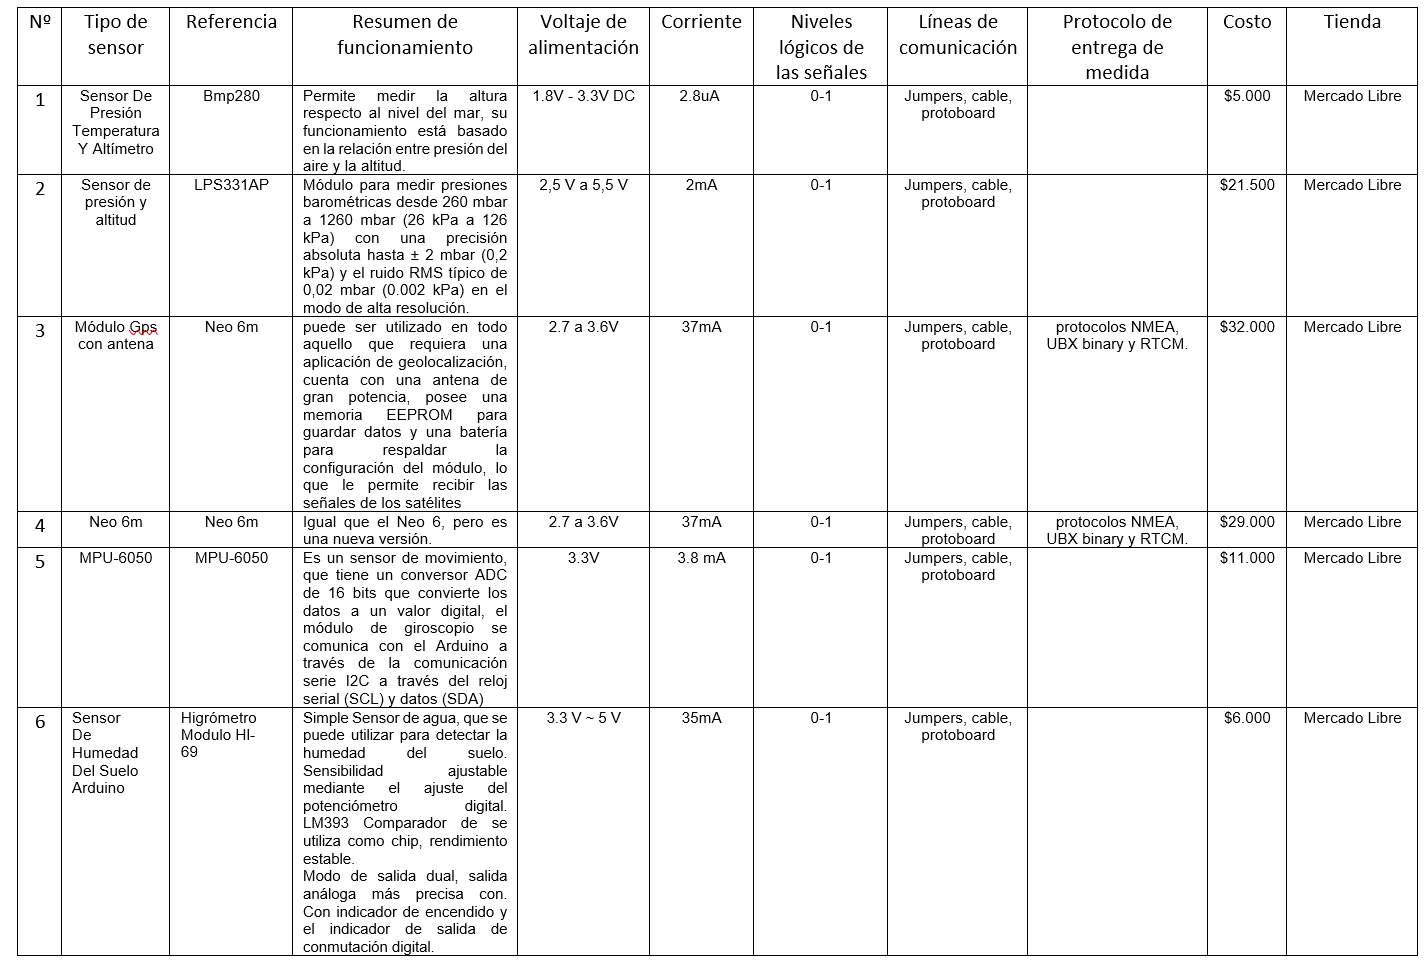 Nº
Tipo de
sensor
Referencia
Resumen de
funcionamiento
Voltaje de
alimentación
Corriente
Niveles
lógicos de
las señales
Líneas de
comunicación
Protocolo de
entrega de
medida
Costo
Tienda
1
Sensor De
Presión
Temperatura
Y Altímetro
Bmp280
Permite medir la altura
respecto al nivel del mar, su
funcionamiento está basado
en la relación entre presión del
aire y la altitud.
1.8V - 3.3V DC
2.8uA
0-1
Jumpers, cable,
protoboard
$5.000
Mercado Libre
2
Sensor de
presión y
altitud
LPS331AP
Módulo para medir presiones
barométricas desde 260 mbar
a 1260 mbar (26 kPa a 126
kPa) con una precisión
absoluta hasta ± 2 mbar (0,2
kPa) y el ruido RMS típico de
0,02 mbar (0.002 kPa) en el
modo de alta resolución.
2,5 V a 5,5 V
2mA
0-1
Jumpers, cable,
protoboard
$21.500
Mercado Libre
3
Módulo Gps
con antena
Neo 6m
puede ser utilizado en todo
aquello que requiera una
aplicación de geolocalización,
cuenta con una antena de
gran potencia, posee una
memoria EEPROM para
guardar datos y una batería
para respaldar la
configuración del módulo, lo
que le permite recibir las
señales de los satélites
2.7 a 3.6V
37mA
0-1
Jumpers, cable,
protoboard
protocolos NMEA,
UBX binary y RTCM.
$32.000
Mercado Libre
4
Neo 6m
Neo 6m
Igual que el Neo 6, pero es
una nueva versión.
2.7 a 3.6V
37mA
0-1
Jumpers, cable,
protoboard
protocolos NMEA,
UBX binary y RTCM.
$29.000
Mercado Libre
5
MPU-6050
MPU-6050
Es un sensor de movimiento,
que tiene un conversor ADC
de 16 bits que convierte los
datos a un valor digital, el
módulo de giroscopio se
comunica con el Arduino a
través de la comunicación
serie I2C a través del reloj
serial (SCL) y datos (SDA)
3.3V
3.8 mA
0-1
Jumpers, cable,
protoboard
$11.000
Mercado Libre
6
Sensor
De
Humedad
Del Suelo
Arduino
Higrómetro
Modulo Hl-
69
Simple Sensor de agua, que se
puede utilizar para detectar la
humedad del suelo.
Sensibilidad ajustable
mediante el ajuste del
potenciómetro digital.
LM393 Comparador de se
utiliza como chip, rendimiento
estable.
Modo de salida dual, salida
análoga más precisa con.
Con indicador de encendido y
el indicador de salida de
conmutación digital.
3.3 V ~ 5 V
35mA
0-1
Jumpers, cable,
protoboard
$6.000
Mercado Libre